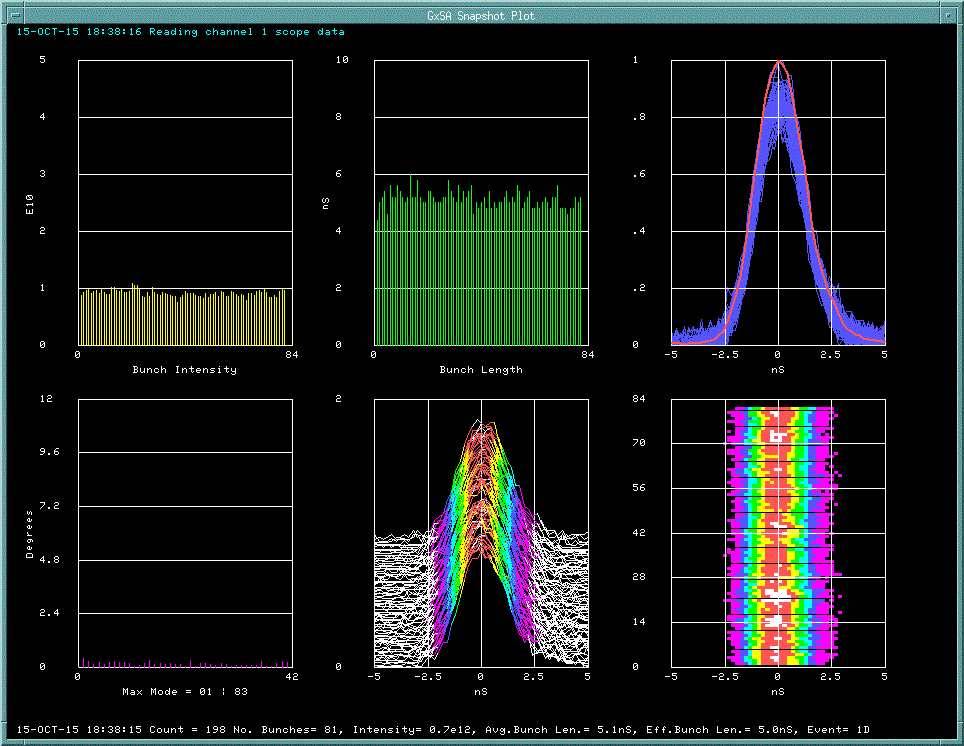 GxSA Snapshot Plot
15-OCT-15 18:38:16 Reading channel 1 scope data
5
4
3
2
1
0
E10
0 84
Bunch Intensity
10
8
6
4
2
0
nS
0 84
Bunch Length
1
.8
.6
.4
.2
0
-5 -2.5 0 2.5 5
nS
12
9.6
7.2
4.8
2.4
0
Degrees
0 42
Max Mode = 01 | 83
2
0
-5 -2.5 0 2.5 5
nS
84
70
56
42
28
14
0
-5 -2.5 0 2.5 5
nS
15-OCT-15 18:38:15 Count = 198 No. Bunches= 81, Intensity= 0.7e12, Avg.Bunch Len.= 5.1nS, Eff.Bunch Len.= 5.0nS, Event= 1D